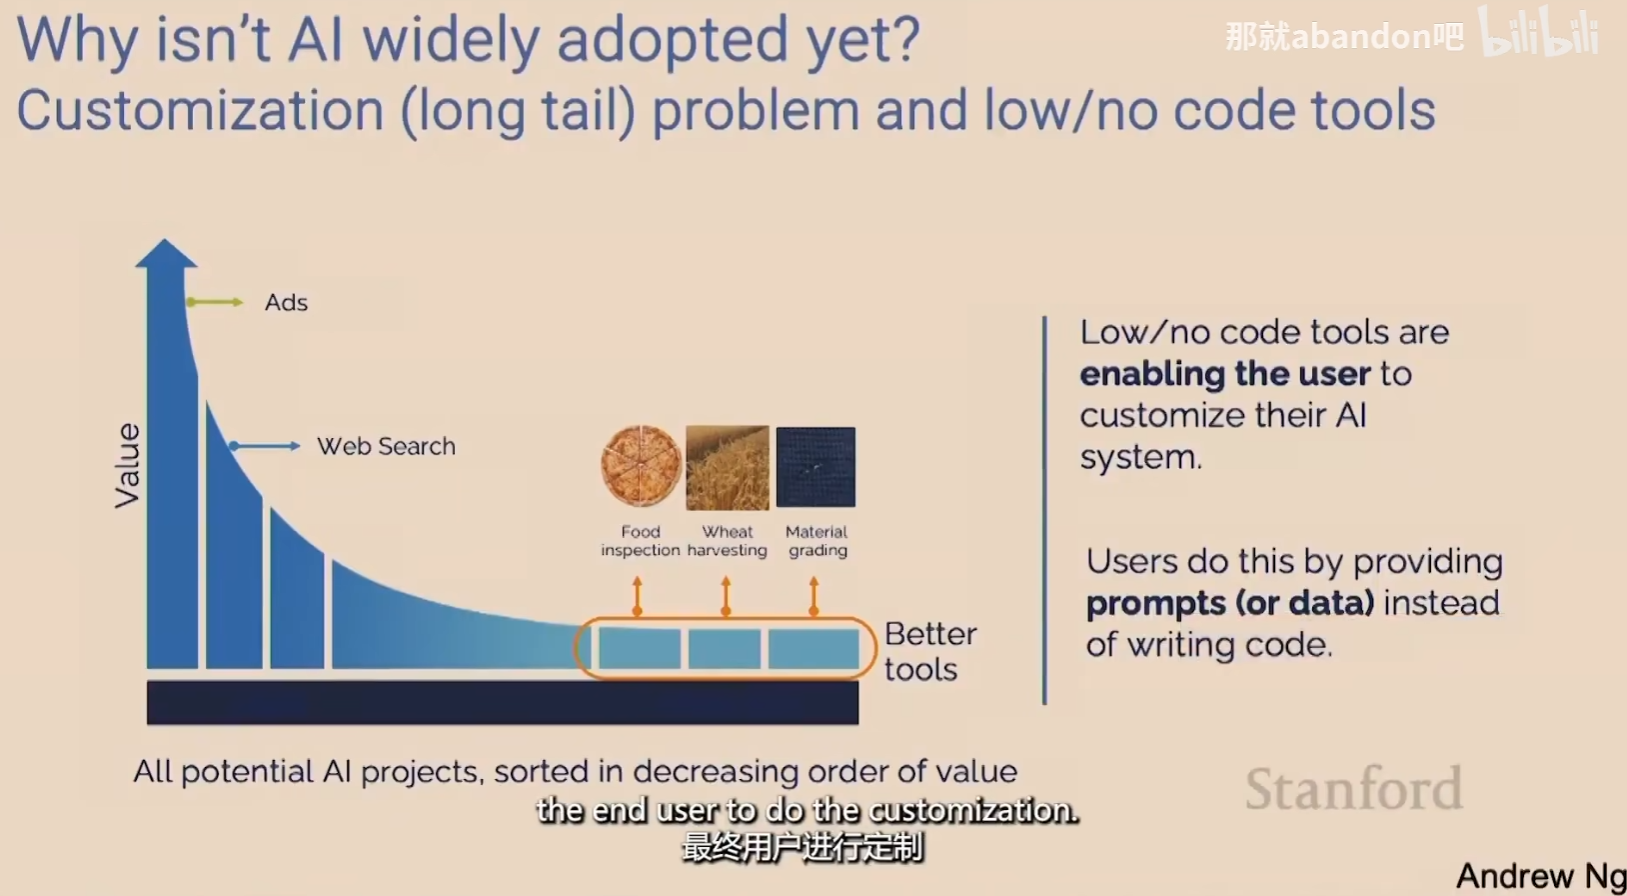 Why isn't AI widely adopted yet?
那就abandon吧 bilibili
Customization (long tail) problem and low/no code tools
Value
Ads
Web Search
Food inspection
Wheat harvesting
Material grading
Better
tools
All potential AI projects, sorted in decreasing order of value
Low/no code tools are
enabling the user to
customize their AI
system.
Users do this by providing
prompts (or data) instead
of writing code.
Stanford
the end user to do the customization.
最终用户进行定制
Andrew Ng